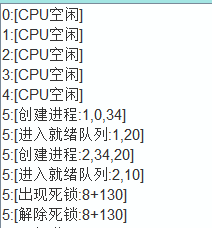 0:[CPU空闲]
1:[CPU空闲]
2:[CPU空闲]
3:[CPU空闲]
4:[CPU空闲]
5:[创建进程:1,0,34]
5:[进入就绪队列:1,20]
5:[创建进程:2,34,20]
5:[进入就绪队列:2,10]
5:[出现死锁:8+130]
5:[解除死锁:8+130]